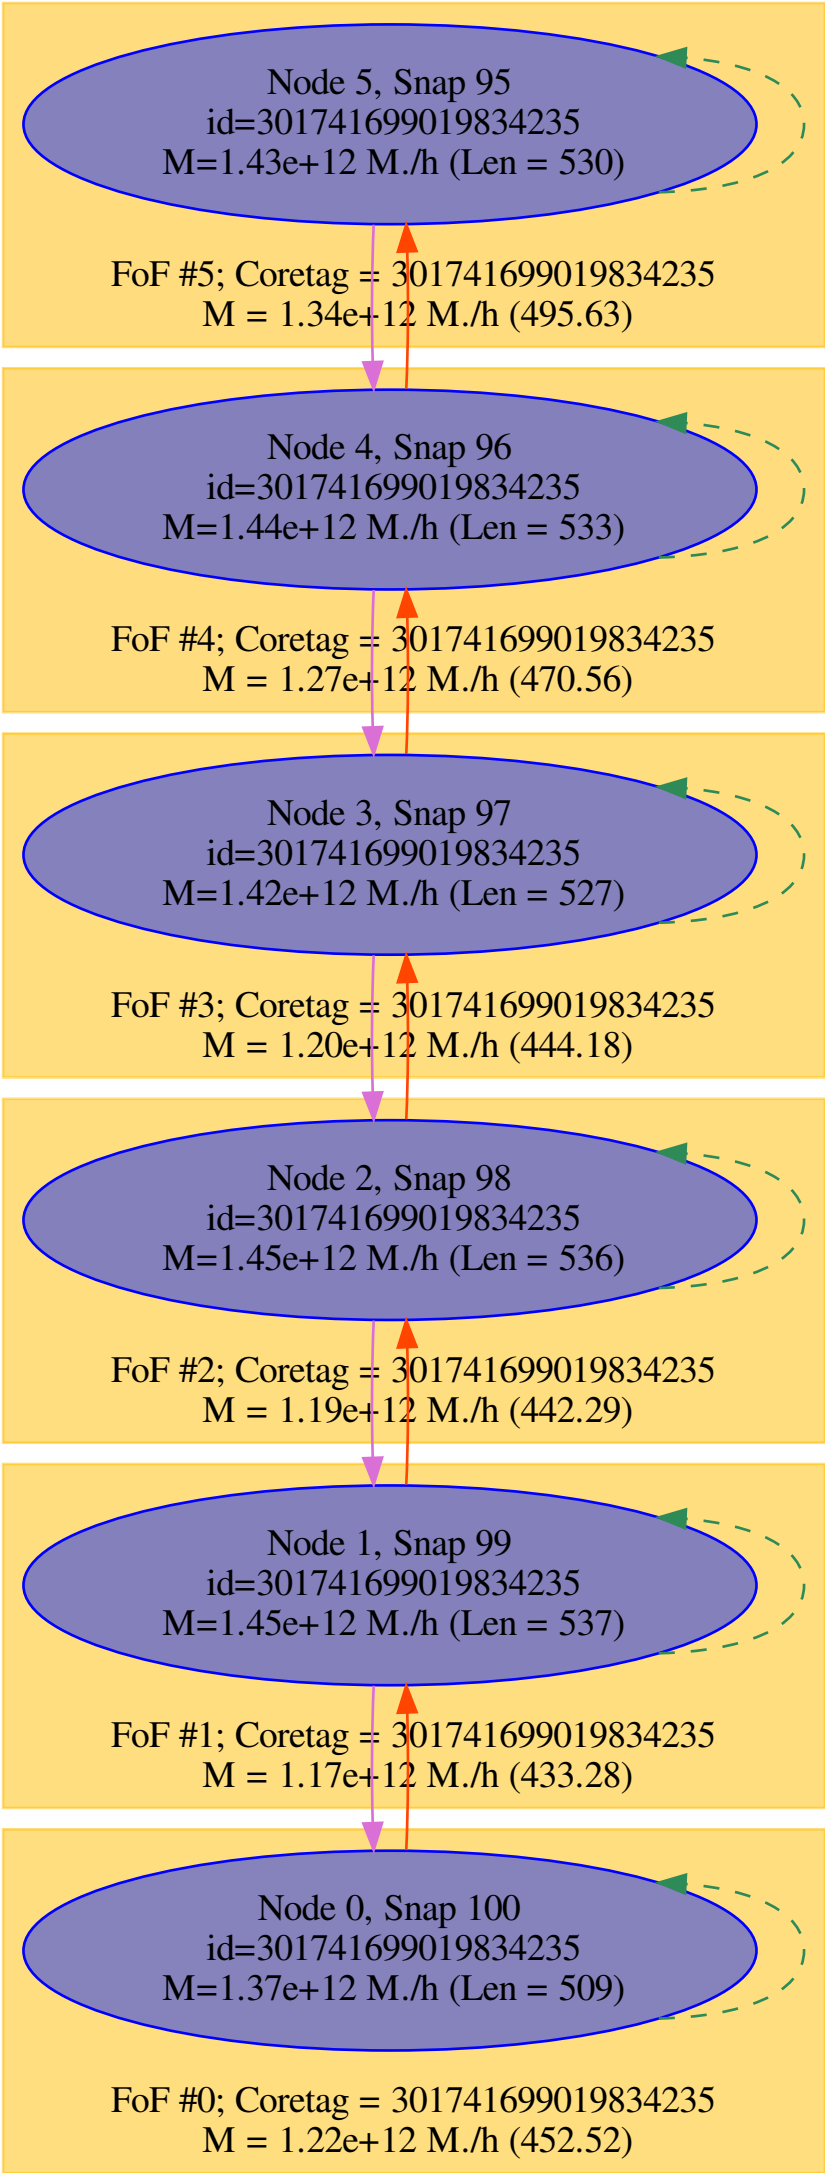 Node 5, Snap 95
id=301741699019834235
M=1.43e+12 M./h (Len = 530)
FoF #5; Coretag = 301741699019834235
M = 1.34e+12 M./h (495.63)
Node 4, Snap 96
id=301741699019834235
M=1.44e+12 M./h (Len = 533)
FoF #4; Coretag = 301741699019834235
M = 1.27e+12 M./h (470.56)
Node 3, Snap 97
id=301741699019834235
M=1.42e+12 M./h (Len = 527)
FoF #3; Coretag = 301741699019834235
M = 1.20e+12 M./h (444.18)
Node 2, Snap 98
id=301741699019834235
M=1.45e+12 M./h (Len = 536)
FoF #2; Coretag = 301741699019834235
M = 1.19e+12 M./h (442.29)
Node 1, Snap 99
id=301741699019834235
M=1.45e+12 M./h (Len = 537)
FoF #1; Coretag = 301741699019834235
M = 1.17e+12 M./h (433.28)
Node 0, Snap 100
id=301741699019834235
M=1.37e+12 M./h (Len = 509)
FoF #0; Coretag = 301741699019834235
M = 1.22e+12 M./h (452.52)